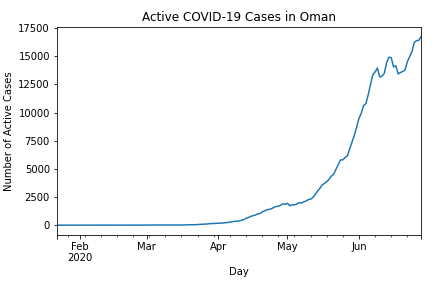 Active COVID-19 Cases in Oman
Number of Active Cases
17500
15000
12500
10000
7500
5000
2500
0
Feb
2020
Mar
Apr
May
Jun
Day